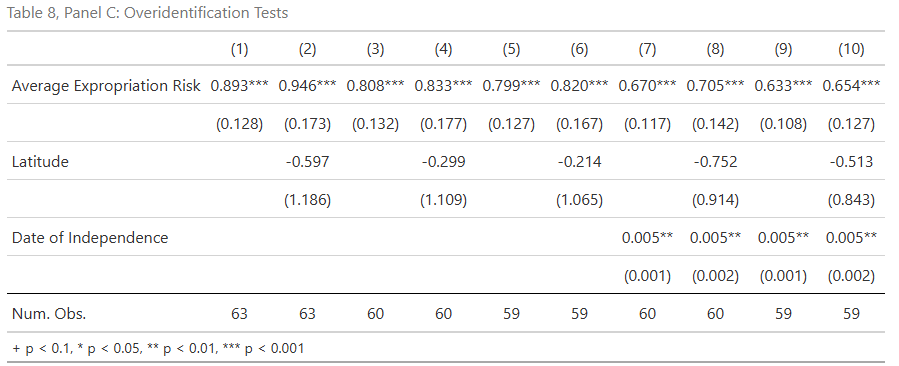 Table 8, Panel C: Overidentification Tests
(1) (2) (3) (4) (5) (6) (7) (8) (9) (10)
Average Expropriation Risk 0.893*** 0.946*** 0.808*** 0.833*** 0.799*** 0.820*** 0.670*** 0.705*** 0.633*** 0.654***
(0.128) (0.173) (0.132) (0.177) (0.127) (0.167) (0.117) (0.142) (0.108) (0.127)
Latitude -0.597 -0.299 -0.214 -0.752 -0.513
(1.186) (1.109) (1.065) (0.914) (0.843)
Date of Independence 0.005** 0.005** 0.005** 0.005**
(0.001) (0.002) (0.001) (0.002)
Num. Obs. 63 63 60 60 59 59 60 60 59 59
+ p < 0.1, * p < 0.05, ** p < 0.01, *** p < 0.001